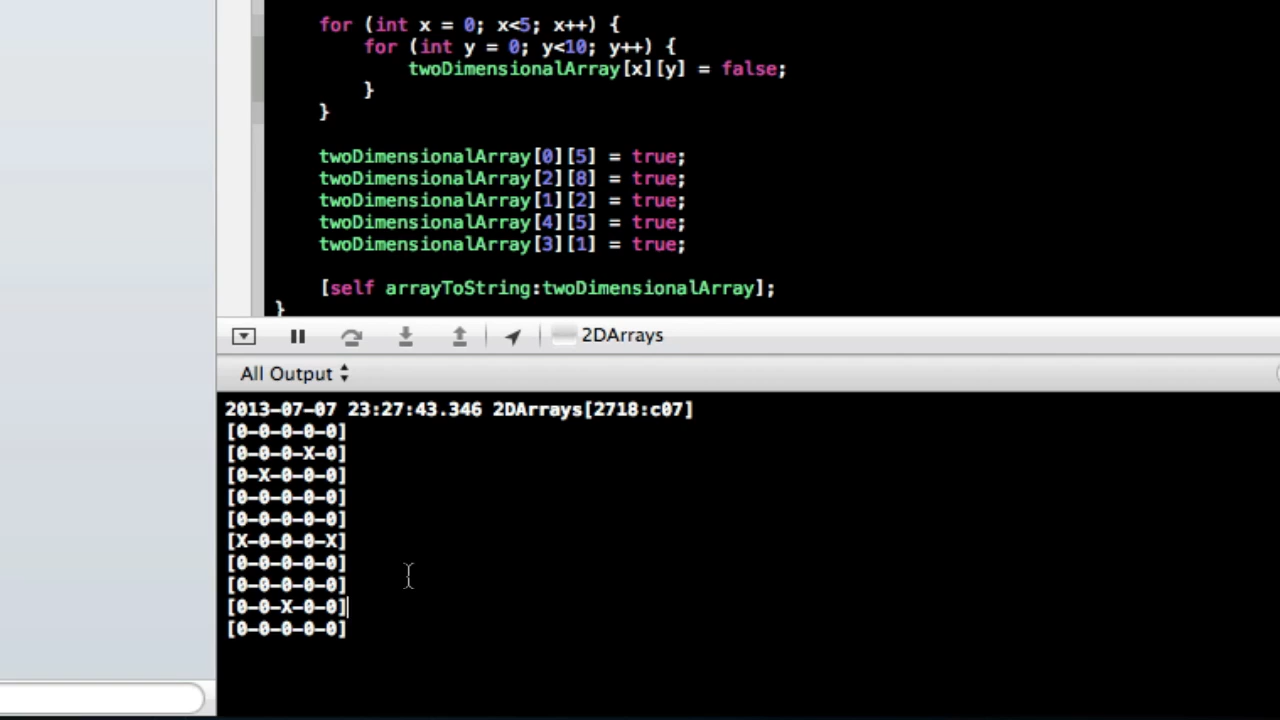 for (int x = 0; x<5; x++) {
for (int y = 0; y<10; y++) {
twoDimensionalArray[x][y] = false;
}
}
twoDimensionalArray[0][5] = true;
twoDimensionalArray[2][8] = true;
twoDimensionalArray[1][2] = true;
twoDimensionalArray[4][5] = true;
twoDimensionalArray[3][1] = true;
[self arrayToString:twoDimensionalArray];
}
2DArrays
All Output
2013-07-07 23:27:43.346 2DArrays[2718:c07]
[0-0-0-0-0]
[0-0-0-X-0]
[0-X-0-0-0]
[0-0-0-0-0]
[0-0-0-0-0]
[X-0-0-0-X]
[0-0-0-0-0]
[0-0-0-0-0]
[0-0-X-0-0]
[0-0-0-0-0]